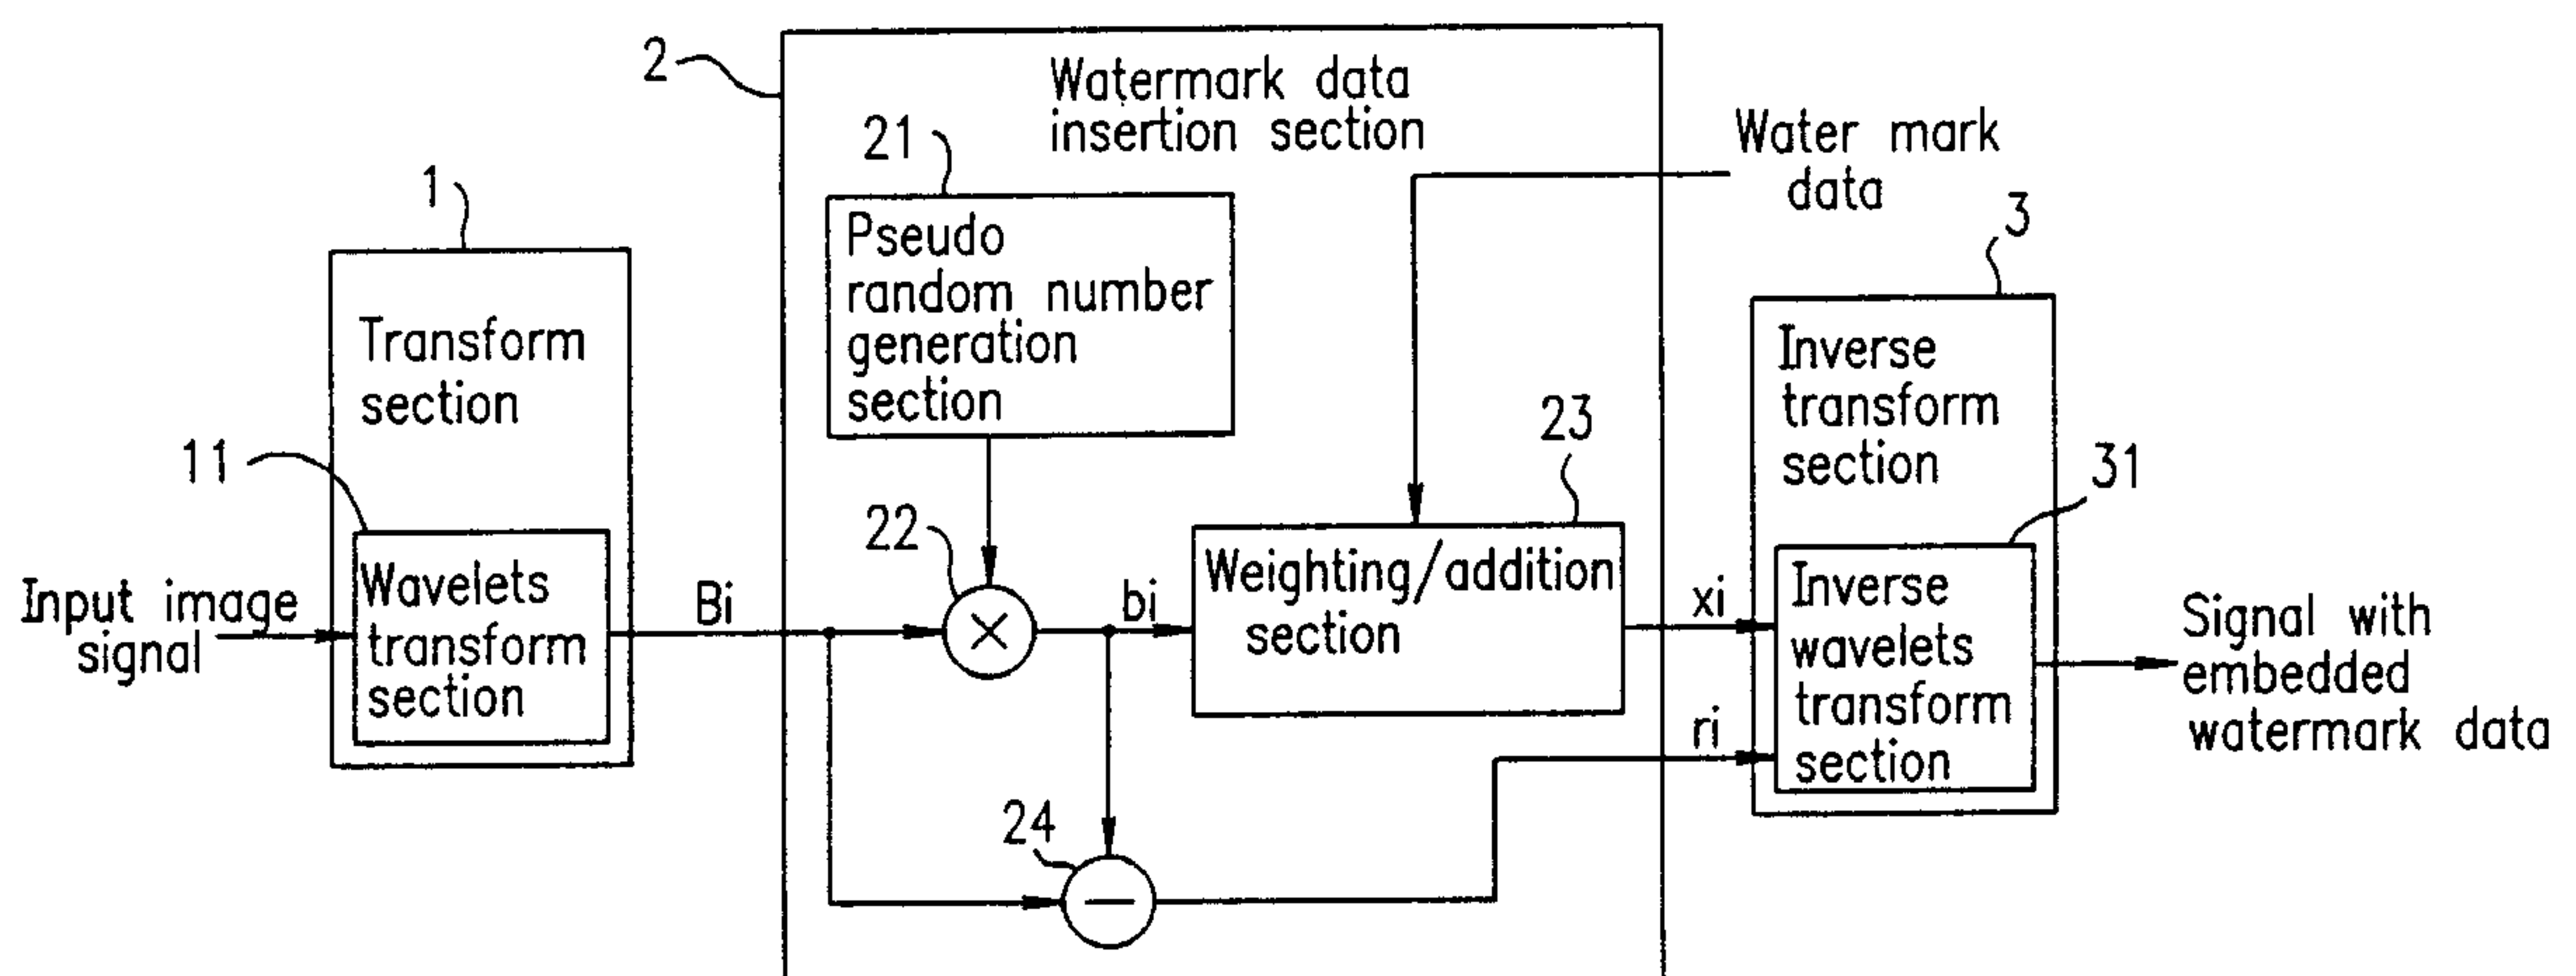 2
Watermark data
insertion section
21
Pseudo
random number
generation
section
Water mark
data
1
Transform
section
11
Wavelets
transform
section
Input image
signal
Bi
22
×
bi
23
Weighting/addition
section
24
—
xi
ri
3
Inverse
transform
section
31
Inverse
wavelets
transform
section
Signal with
embedded
watermark data